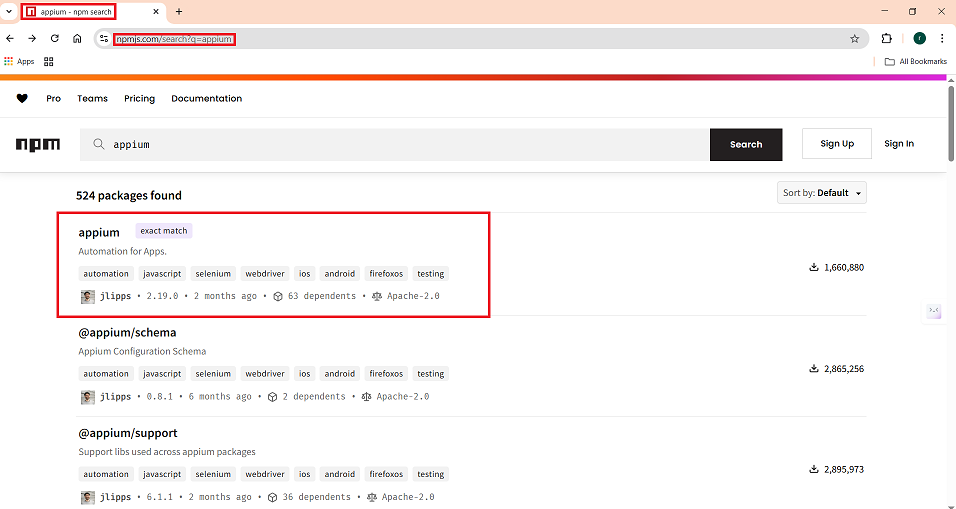 appium - npm search
npmjs.com/search?q=appium
Apps
All Bookmarks
Pro Teams Pricing Documentation
npm
appium
Search
Sign Up
Sign In
524 packages found
Sort by: Default
appium exact match
Automation for Apps.
automation javascript selenium webdriver ios android firefoxos testing
jlipps • 2.19.0 • 2 months ago • 63 dependents • Apache-2.0
1,660,880
@appium/schema
Appium Configuration Schema
automation javascript selenium webdriver ios android firefoxos testing
jlipps • 0.8.1 • 6 months ago • 2 dependents • Apache-2.0
2,865,256
@appium/support
Support libs used across appium packages
automation javascript selenium webdriver ios android firefoxos testing
jlipps • 6.1.1 • 2 months ago • 36 dependents • Apache-2.0
2,895,973